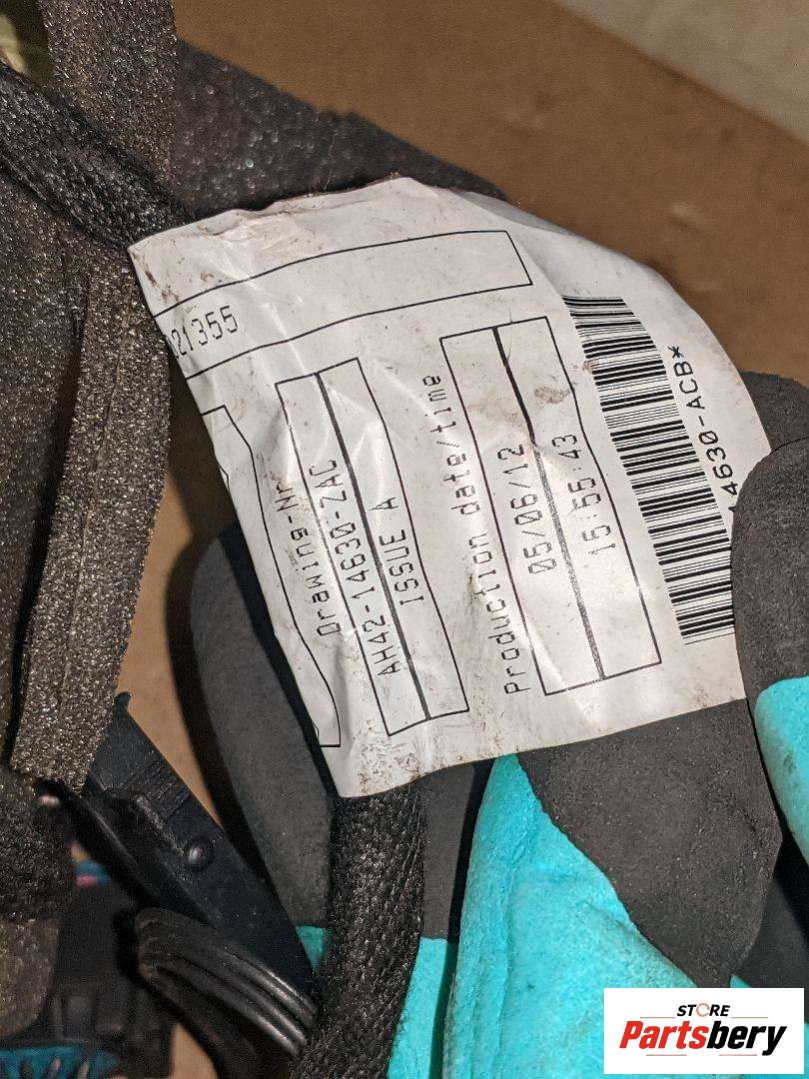 21355
Drawing-Nr
AH42-14630-ZAC
ISSUE A
Production date/time
05/06/12
15:55:43
4630-ACB*
STORE
Partsbery